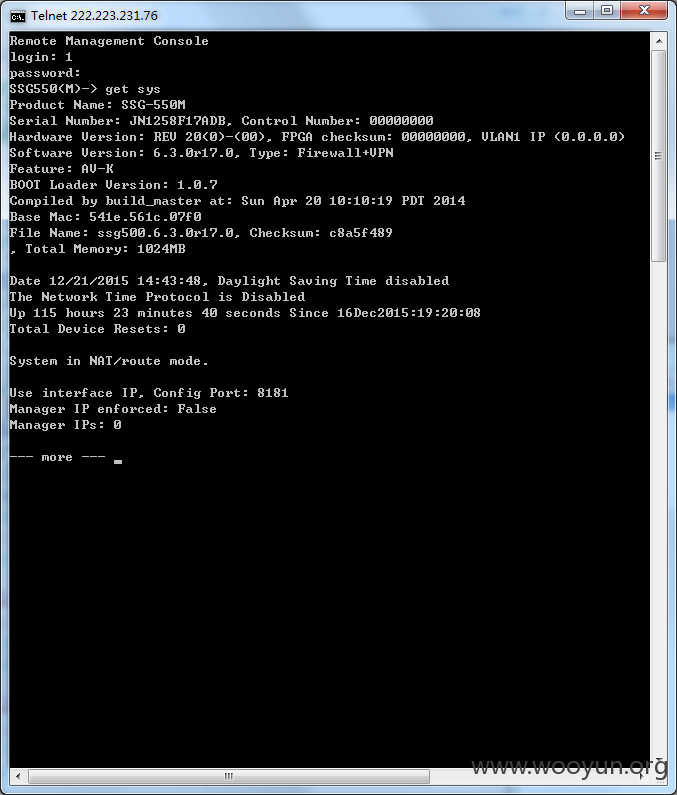 Telnet 222.223.231.76
Remote Management Console
login: 1
password:
SSG550(M)-> get sys
Product Name: SSG-550M
Serial Number: JN1258F17ADB, Control Number: 00000000
Hardware Version: REV 20(0)-(00), FPGA checksum: 00000000, VLAN1 IP (0.0.0.0)
Software Version: 6.3.0r17.0, Type: Firewall+VPN
Feature: AV-K
BOOT Loader Version: 1.0.7
Compiled by build_master at: Sun Apr 20 10:10:19 PDT 2014
Base Mac: 541e.561c.07f0
File Name: ssg500.6.3.0r17.0, Checksum: c8a5f489
, Total Memory: 1024MB
Date 12/21/2015 14:43:48, Daylight Saving Time disabled
The Network Time Protocol is Disabled
Up 115 hours 23 minutes 40 seconds Since 16Dec2015:19:20:08
Total Device Resets: 0
System in NAT/route mode.
Use interface IP, Config Port: 8181
Manager IP enforced: False
Manager IPs: 0
--- more ---
www.wooyun.org